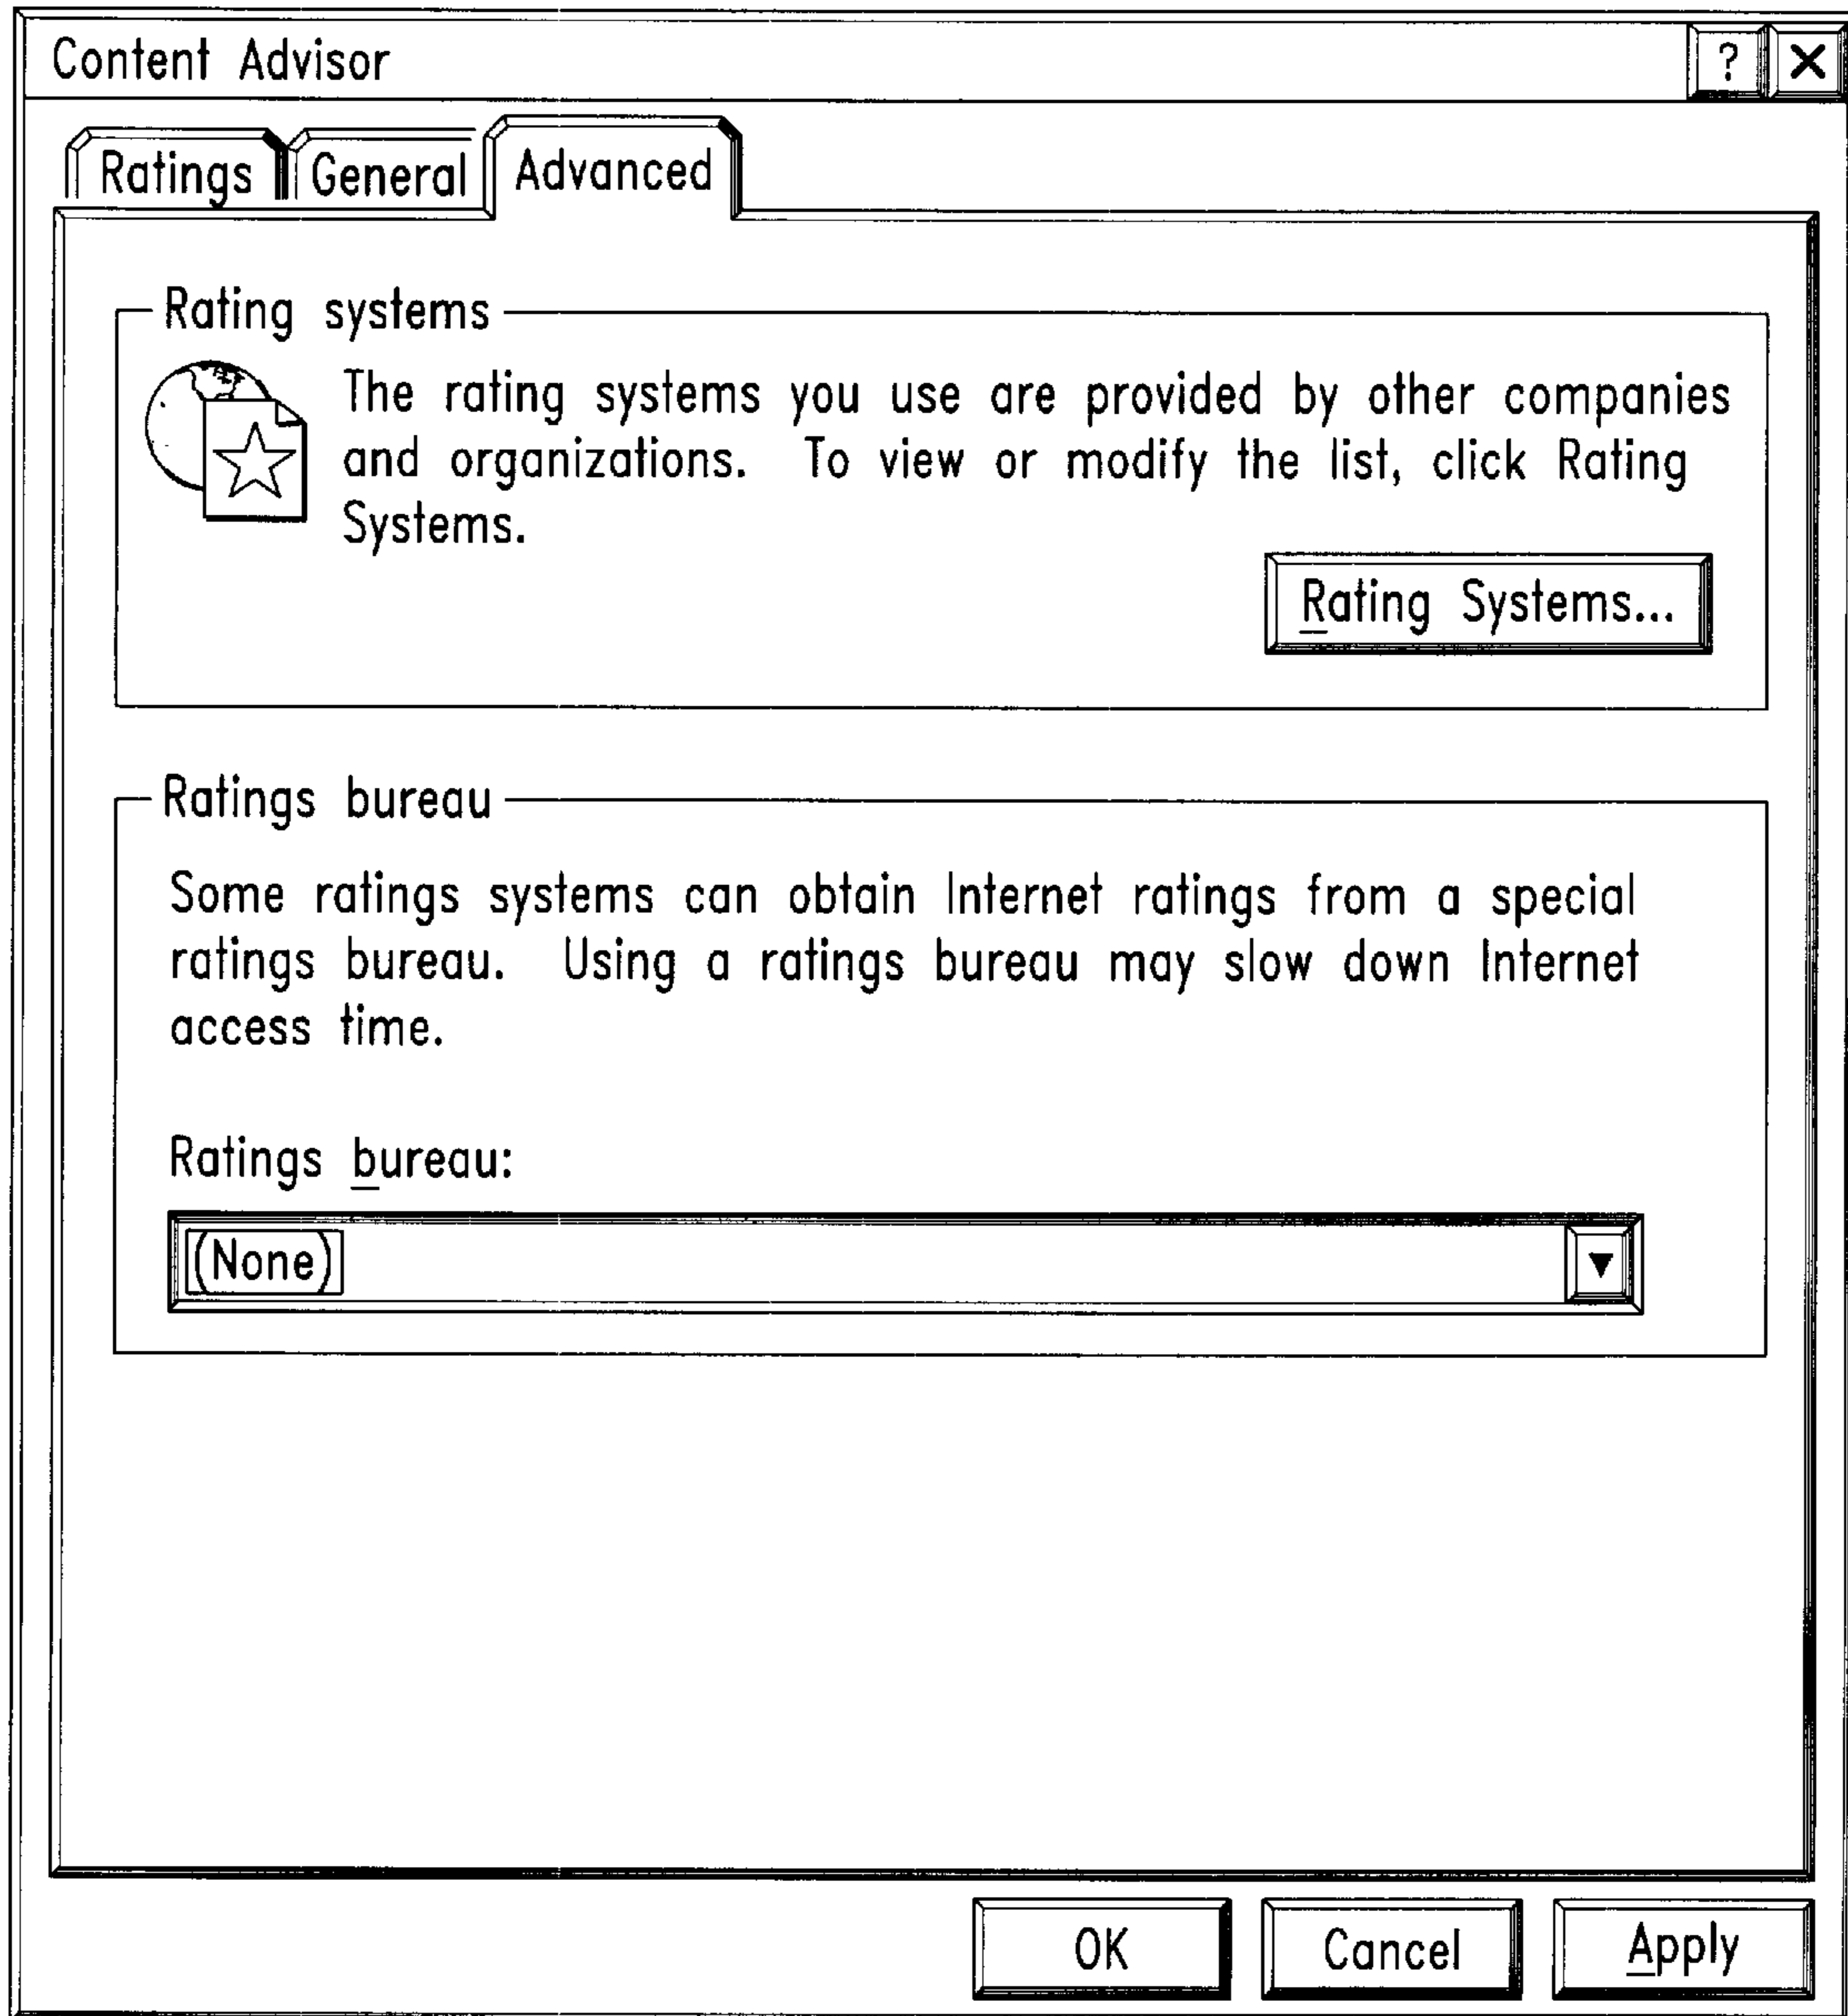 Content Advisor ? X
Ratings General Advanced
Rating systems
The rating systems you use are provided by other companies
and organizations. To view or modify the list, click Rating
Systems.
Rating Systems...
Ratings bureau
Some ratings systems can obtain Internet ratings from a special
ratings bureau. Using a ratings bureau may slow down Internet
access time.
Ratings bureau:
(None)
OK Cancel Apply